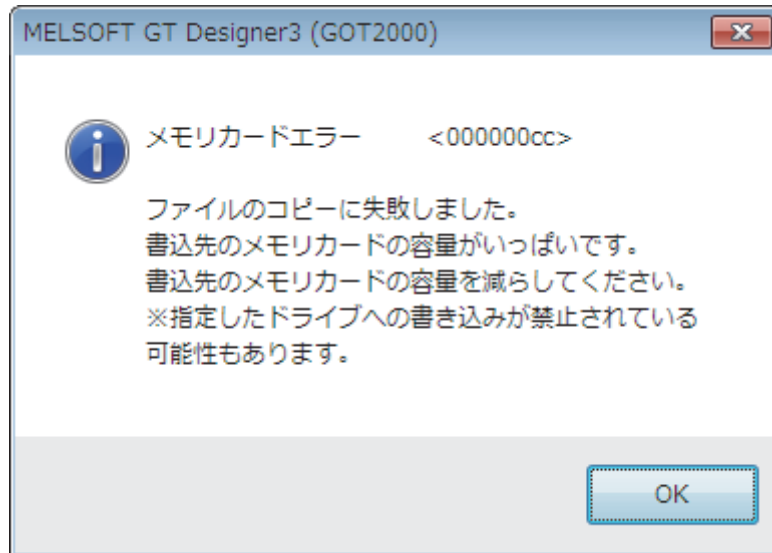 MELSOFT GT Designer3 (GOT2000)
メモリカードエラー <000000cc>
ファイルのコピーに失敗しました。
書込先のメモリカードの容量がいっぱいです。
書込先のメモリカードの容量を減らしてください。
※指定したドライブへの書き込みが禁止されている
可能性もあります。
OK